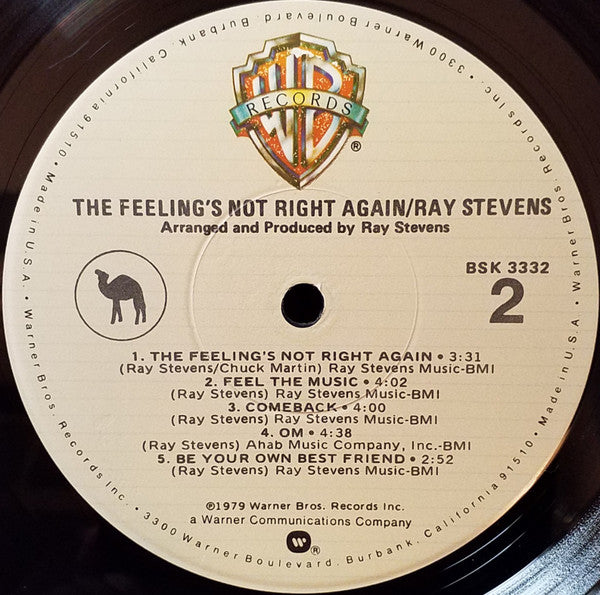 WB
RECORDS
®
THE FEELING'S NOT RIGHT AGAIN/RAY STEVENS
Arranged and Produced by Ray Stevens
BSK 3332
2
1. THE FEELING'S NOT RIGHT AGAIN • 3:31
(Ray Stevens/Chuck Martin) Ray Stevens Music-BMI
2. FEEL THE MUSIC • 4:02
(Ray Stevens) Ray Stevens Music-BMI
3. COMEBACK • 4:00
(Ray Stevens) Ray Stevens Music-BMI
4. OM • 4:38
(Ray Stevens) Ahab Music Company, Inc.-BMI
5. BE YOUR OWN BEST FRIEND • 2:52
(Ray Stevens) Ray Stevens Music-BMI
℗1979 Warner Bros. Records Inc.
a Warner Communications Company
®
Warner Bros. Records Inc. • 3300 Warner Boulevard, Burbank, California 91510 • Made in U.S.A. • Warner Bros. Records Inc. • 3300 Warner Boulevard, Burbank, California 91510 • Made in U.S.A. •